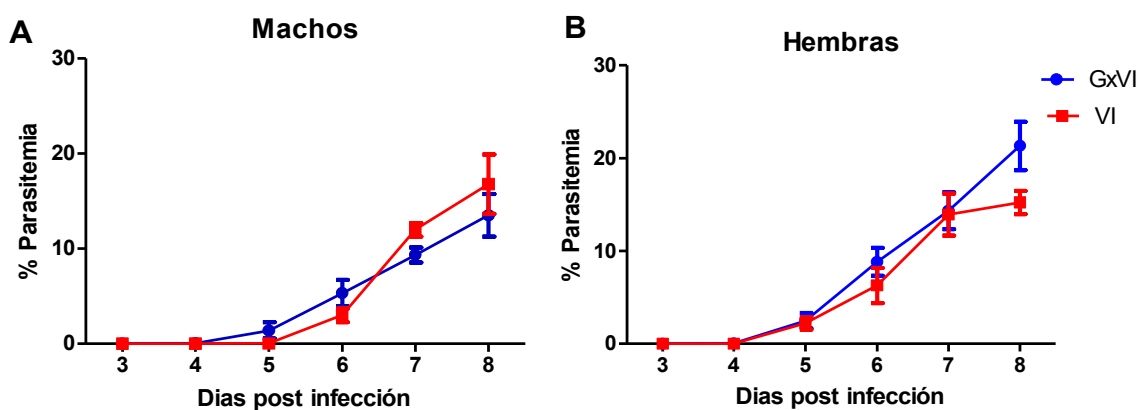 A
Machos
% Parasitemia
30
20
10
0
3 4 5 6 7 8
Dias post infección
B
Hembras
% Parasitemia
30
20
10
0
3 4 5 6 7 8
Dias post infección
GxVI
VI